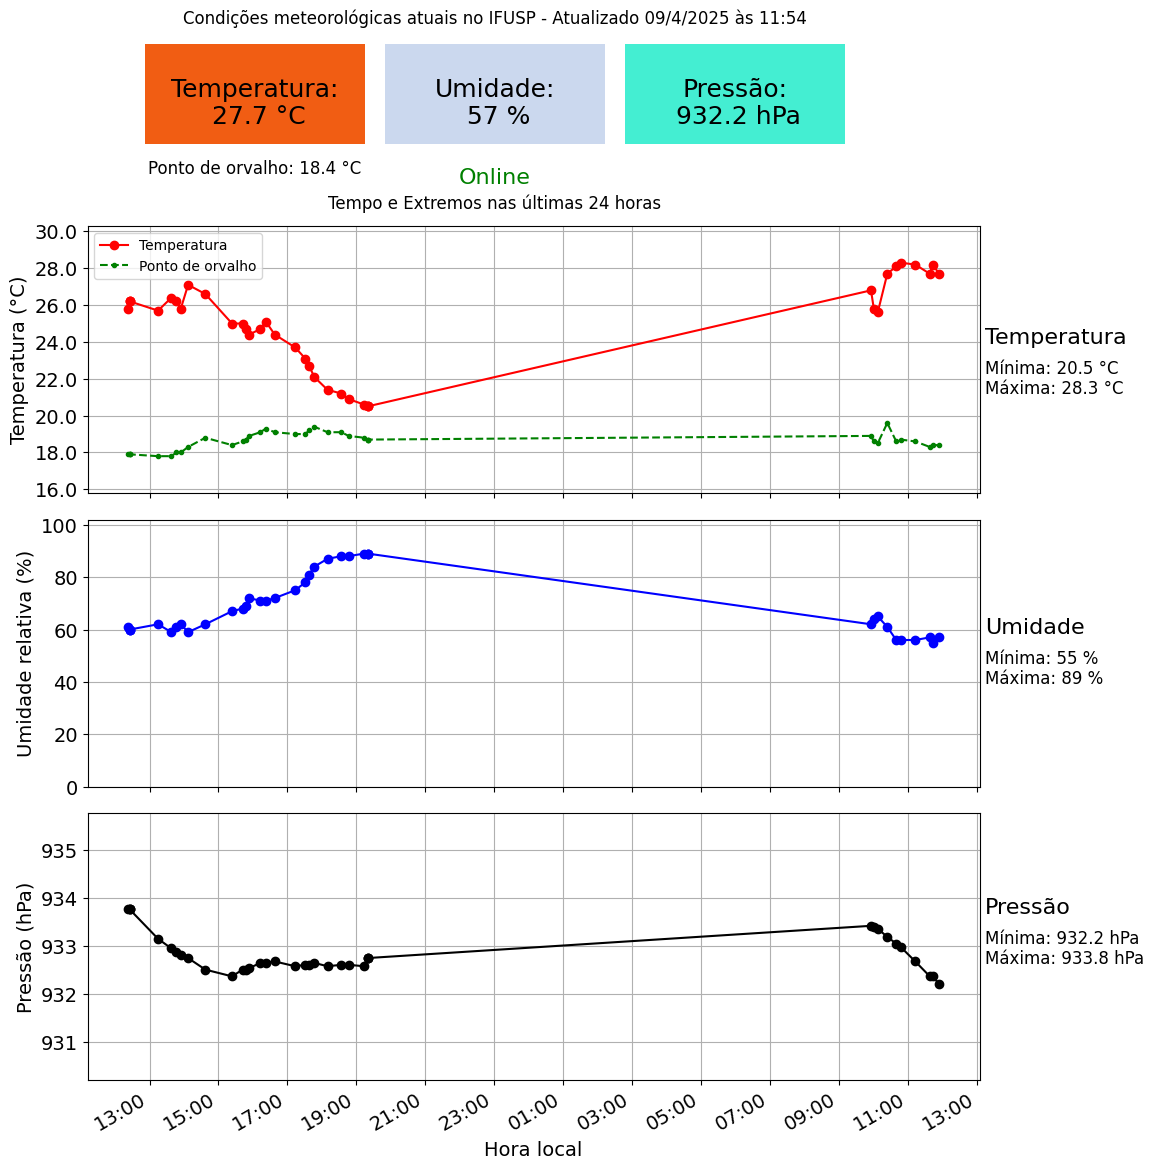 Condições meteorológicas atuais no IFUSP - Atualizado 09/4/2025 às 11:54
Temperatura:
27.7 °C
Umidade:
57 %
Pressão:
932.2 hPa
Ponto de orvalho: 18.4 °C
Online
Tempo e Extremos nas últimas 24 horas
Temperatura (°C)
30.0
28.0
26.0
24.0
22.0
20.0
18.0
16.0
Temperatura
Ponto de orvalho
Temperatura
Mínima: 20.5 °C
Máxima: 28.3 °C
Umidade relativa (%)
100
80
60
40
20
0
Umidade
Mínima: 55 %
Máxima: 89 %
Pressão (hPa)
935
934
933
932
931
Pressão
Mínima: 932.2 hPa
Máxima: 933.8 hPa
13:00 15:00 17:00 19:00 21:00 23:00 01:00 03:00 05:00 07:00 09:00 11:00 13:00
Hora local